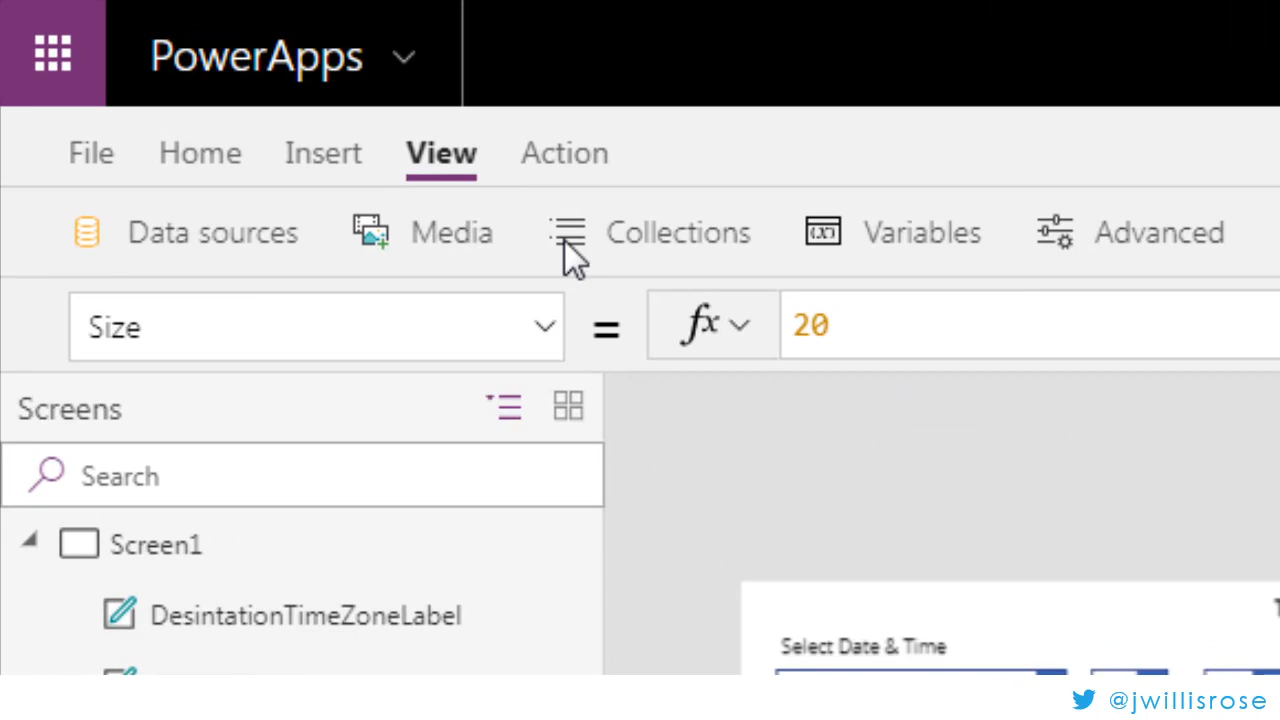 PowerApps
File Home Insert View Action
Data sources Media Collections Variables Advanced
Size = fx 20
Screens
Search
Screen1
DesintationTimeZoneLabel
Select Date & Time
@jwillisrose